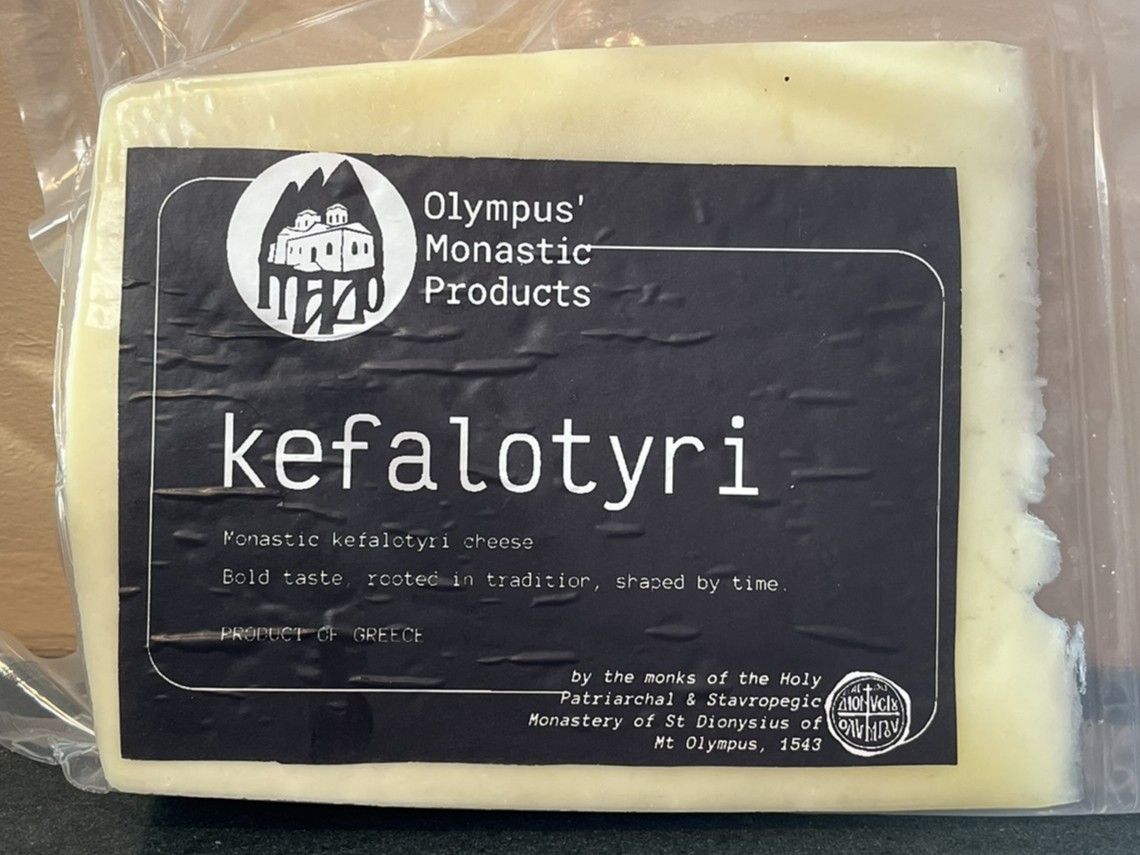 Olympus'
Monastic
Products
kefalotyri
Monastic kefalotyri cheese
Bold taste, rooted in tradition, shaped by time.
PRODUCT OF GREECE
by the monks of the Holy
Patriarchal & Stavropegic
Monastery of St Dionysius of
Mt Olympus, 1543